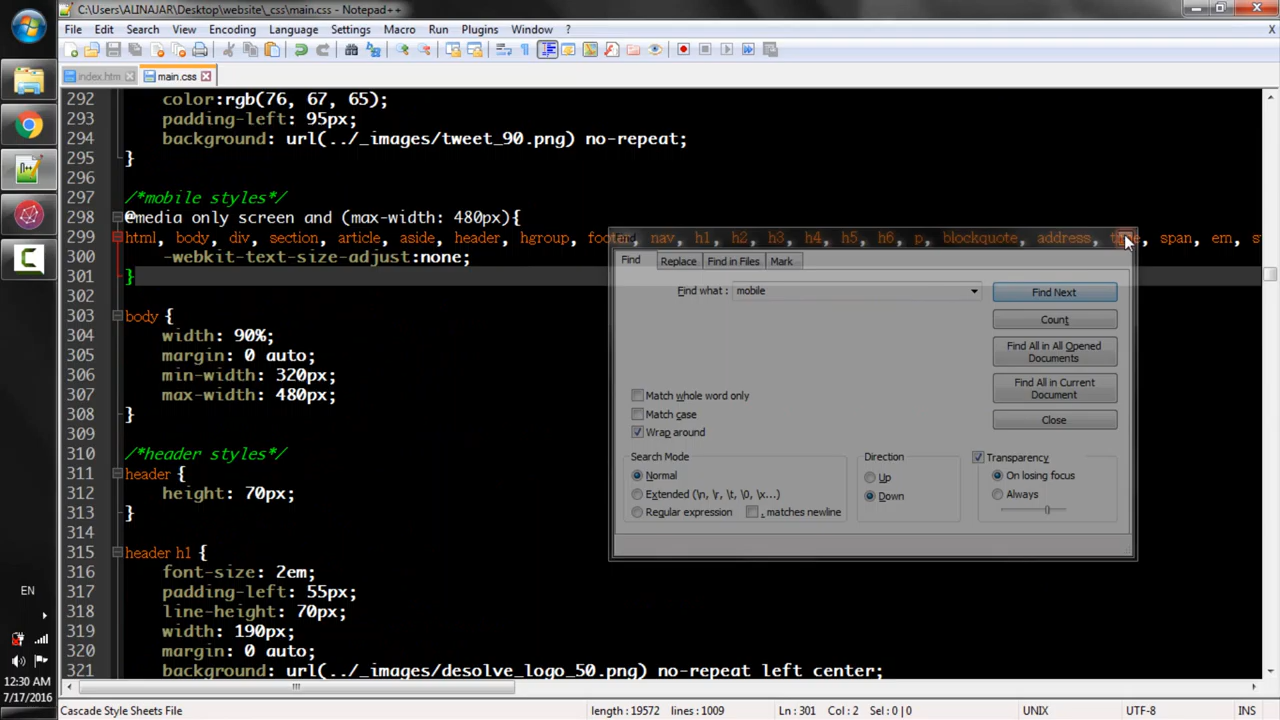 C:\Users\ALINAJAR\Desktop\website\_css\main.css - Notepad++
File Edit Search View Encoding Language Settings Macro Run Plugins Window ?
index.htm main.css
292 color:rgb(76, 67, 65);
293 padding-left: 95px;
294 background: url(../_images/tweet_90.png) no-repeat;
295 }
296
297 /*mobile styles*/
298 @media only screen and (max-width: 480px){
299 html, body, div, section, article, aside, header, hgroup, footer, nav, h1, h2, h3, h4, h5, h6, p, blockquote, address, time, span, em, s
300 -webkit-text-size-adjust:none;
301 }
302
303 body {
304 width: 90%;
305 margin: 0 auto;
306 min-width: 320px;
307 max-width: 480px;
308 }
309
310 /*header styles*/
311 header {
312 height: 70px;
313 }
314
315 header h1 {
316 font-size: 2em;
317 padding-left: 55px;
318 line-height: 70px;
319 width: 190px;
320 margin: 0 auto;
321 background: url(../_images/desolve_logo_50.png) no-repeat left center;
Find Replace Find in Files Mark
Find what : mobile
Find Next
Count
Find All in All Opened Documents
Find All in Current Document
Close
Match whole word only
Match case
Wrap around
Search Mode
Normal
Extended (\n, \r, \t, \0, \x...)
Regular expression . matches newline
Direction
Up
Down
Transparency
On losing focus
Always
EN
12:30 AM
7/17/2016
Cascade Style Sheets File length : 19572 lines : 1009 Ln : 301 Col : 2 Sel : 0 | 0 UNIX UTF-8 INS